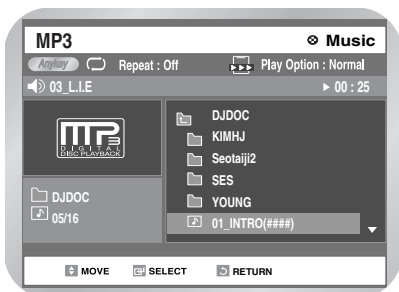 MP3
Music
Anykey Repeat : Off Play Option : Normal
03_L.I.E 00 : 25
MP3
DIGITAL
DISC PLAYBACK
DJDOC
05/16
DJDOC
KIMHJ
Seotaiji2
SES
YOUNG
01_INTRO(####)
MOVE SELECT RETURN